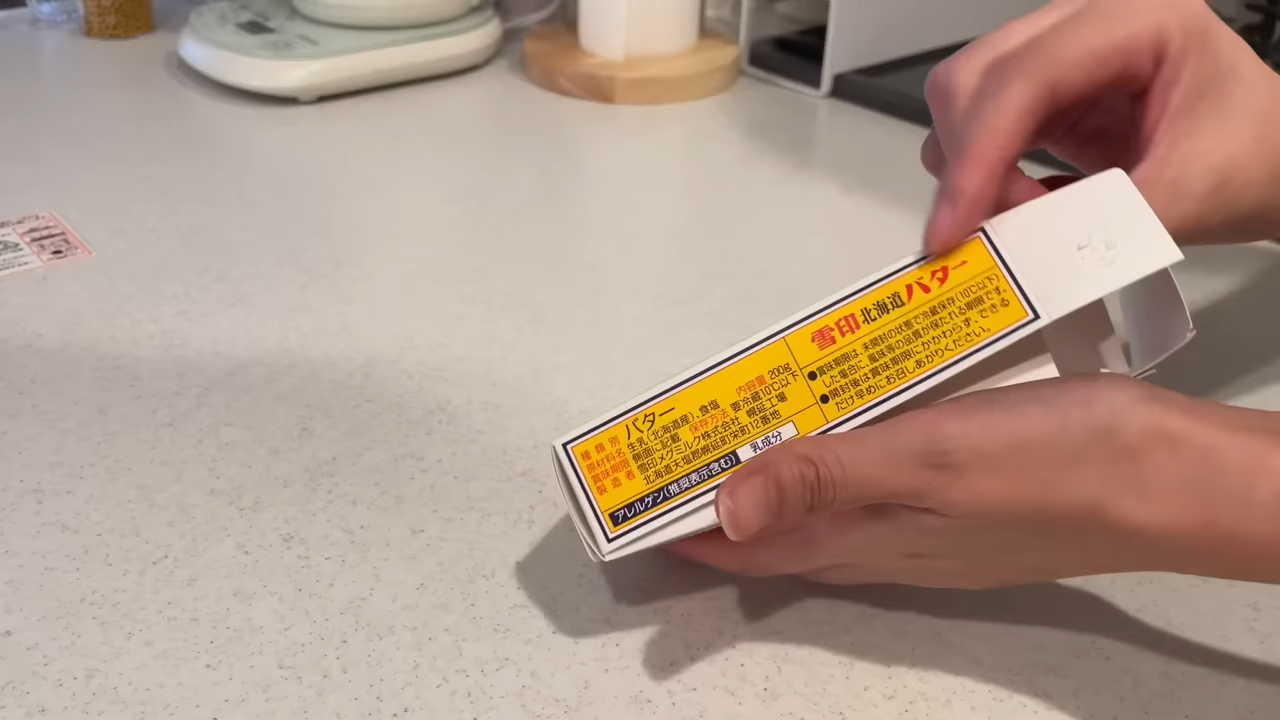 種類別 バター
原材料名 生乳(北海道産)、食塩 内容量 200g
賞味期限 側面に記載 保存方法 要冷蔵10℃以下
製造者 雪印メグミルク株式会社 幌延工場
北海道天塩郡幌延町栄町12番地
アレルゲン(推奨表示含む) 乳成分
雪印北海道バター
●賞味期限は、未開封の状態で冷蔵保存(10℃以下)
した場合に、風味等の品質が保たれる期限です。
●開封後は賞味期限にかかわらず、できる
だけ早めにお召しあがりください。